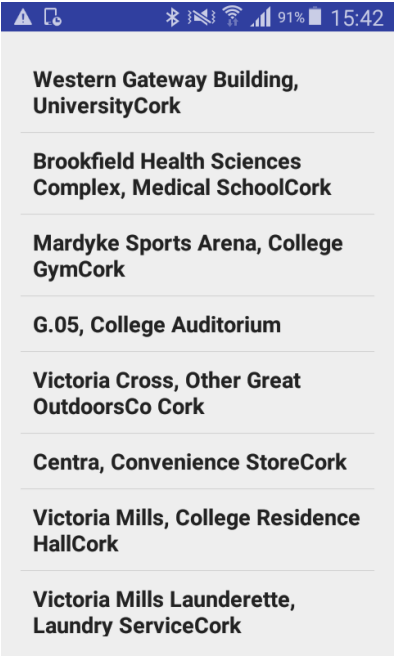 91% 15:42
Western Gateway Building,
UniversityCork
Brookfield Health Sciences
Complex, Medical SchoolCork
Mardyke Sports Arena, College
GymCork
G.05, College Auditorium
Victoria Cross, Other Great
OutdoorsCo Cork
Centra, Convenience StoreCork
Victoria Mills, College Residence
HallCork
Victoria Mills Launderette,
Laundry ServiceCork